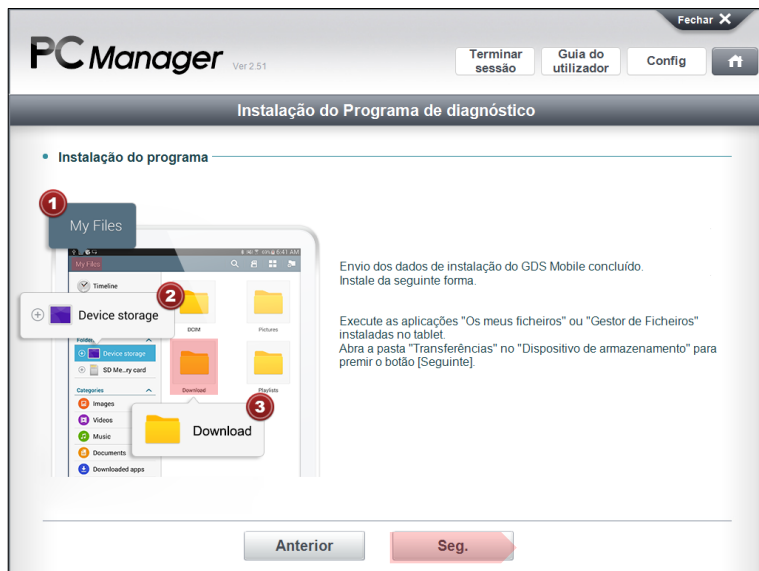 Fechar X
PC Manager Ver 2.51
Terminar sessão
Guia do utilizador
Config
Instalação do Programa de diagnóstico
Instalação do programa
1
My Files
My Files
Timeline
2
Device storage
Device storage
SD Me...ry card
Categories
Images
Videos
Music
Documents
Downloaded apps
DCIM
Pictures
Download
Playlists
3
Download
Envio dos dados de instalação do GDS Mobile concluído.
Instale da seguinte forma.
Execute as aplicações "Os meus ficheiros" ou "Gestor de Ficheiros"
instaladas no tablet.
Abra a pasta "Transferências" no "Dispositivo de armazenamento" para
premir o botão [Seguinte].
Anterior
Seg.